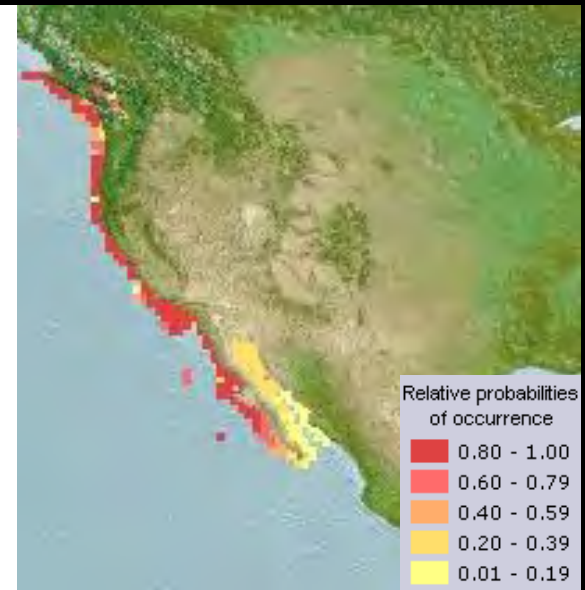 Relative probabilities
of occurrence
0.80 - 1.00
0.60 - 0.79
0.40 - 0.59
0.20 - 0.39
0.01 - 0.19